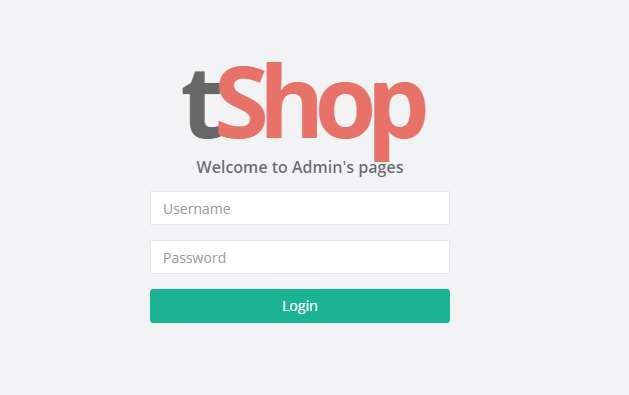 tShop
Welcome to Admin's pages
Username
Password
Login